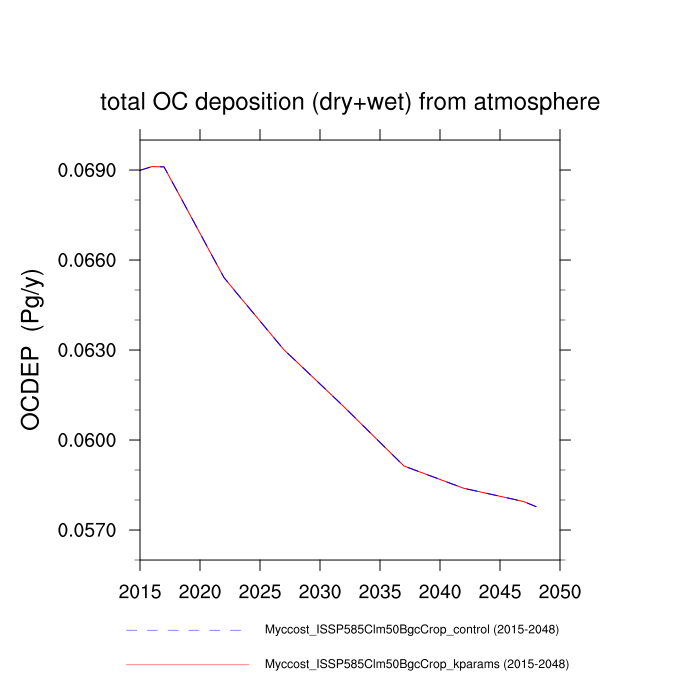 total OC deposition (dry+wet) from atmosphere
OCDEP (Pg/y)
0.0690
0.0660
0.0630
0.0600
0.0570
2015 2020 2025 2030 2035 2040 2045 2050
Myccost_ISSP585Clm50BgcCrop_control (2015-2048)
Myccost_ISSP585Clm50BgcCrop_kparams (2015-2048)